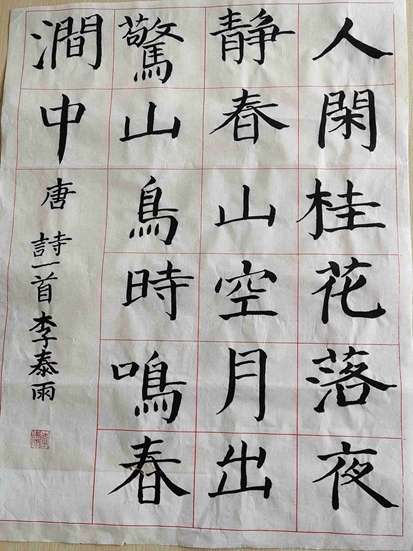 人閑桂花落夜
静春山空月出
驚山鳥時鳴春
澗中
唐詩一首李泰雨